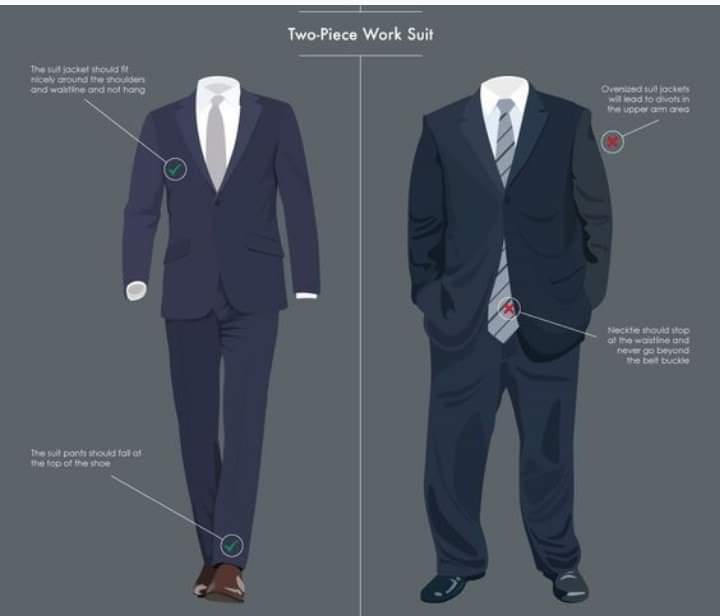 Two-Piece Work Suit
The suit jacket should fit
nicely around the shoulders
and waistline and not hang
Oversized suit jackets
will lead to divots in
the upper arm area
Necktie should stop
at the waistline and
never go beyond
the belt buckle
The suit pants should fall at
the top of the shoe